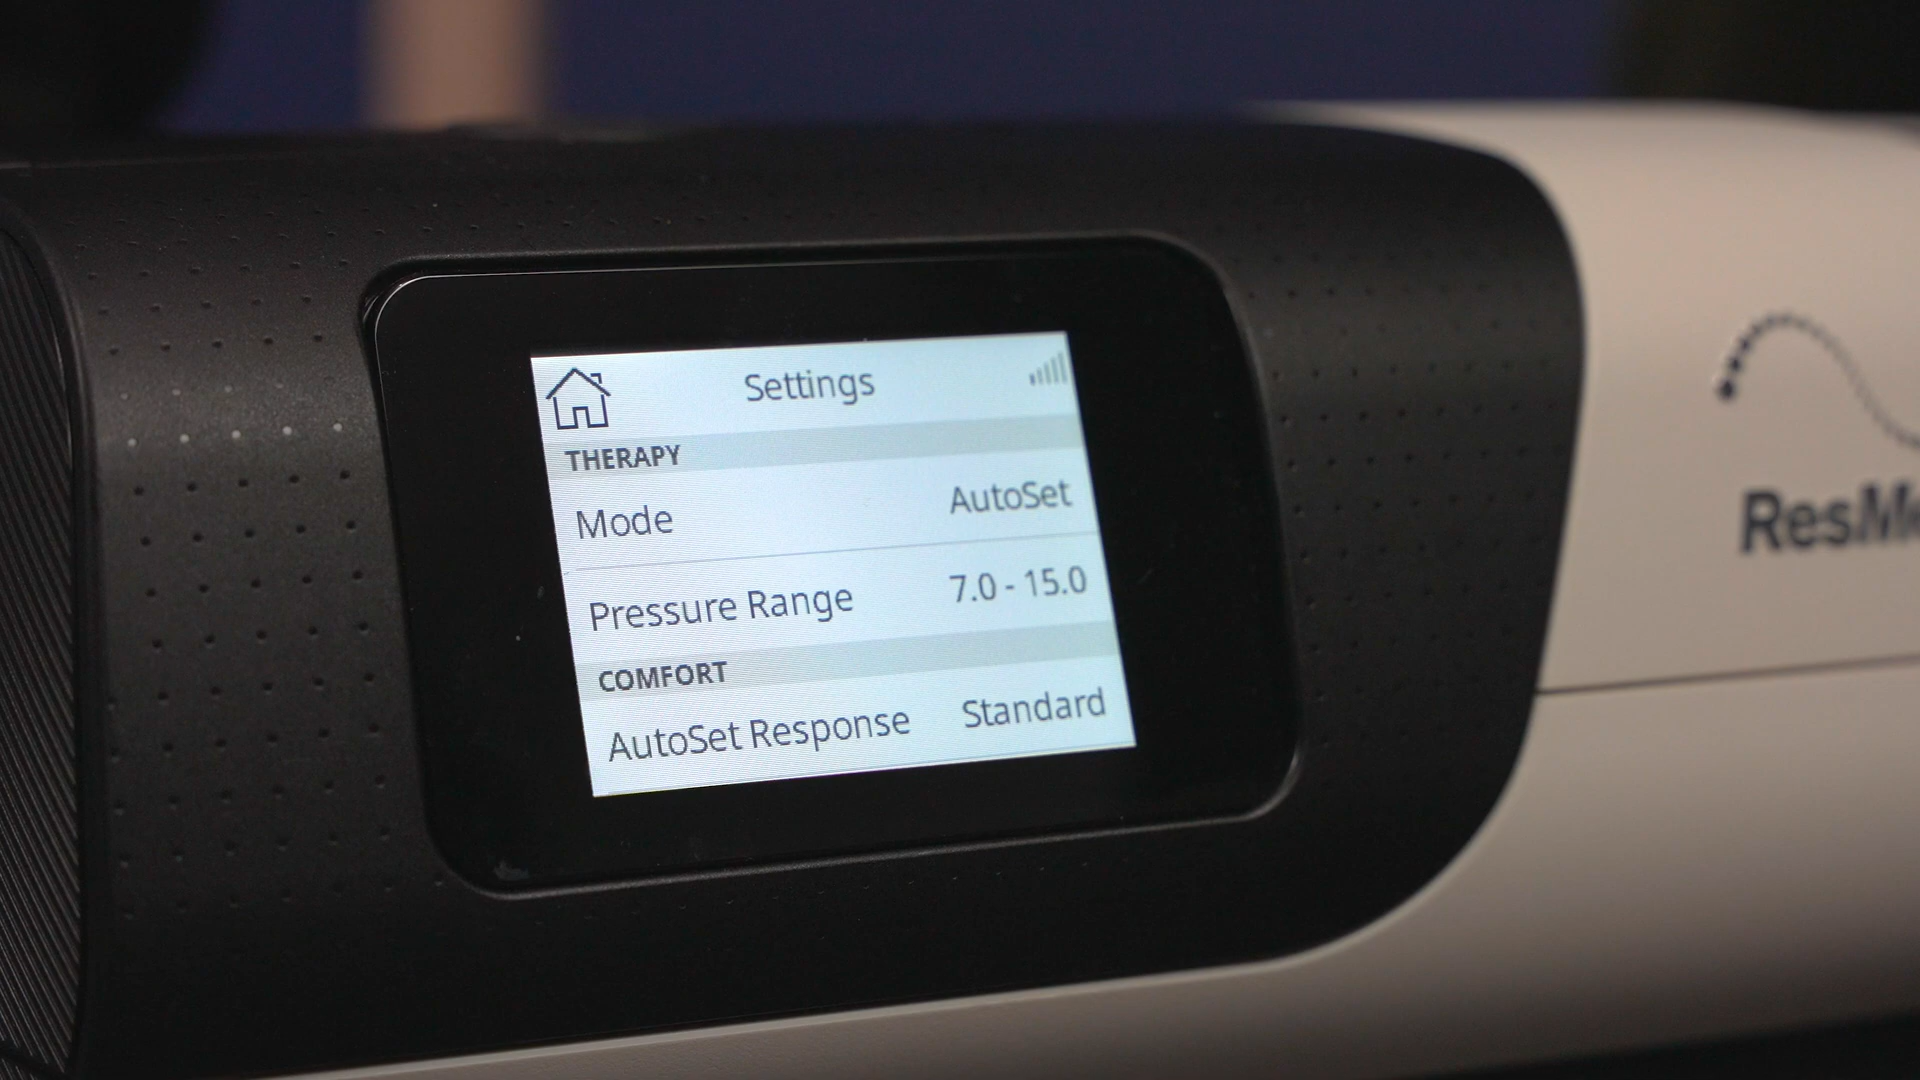 Settings
THERAPY
Mode AutoSet
Pressure Range 7.0 - 15.0
COMFORT
AutoSet Response Standard